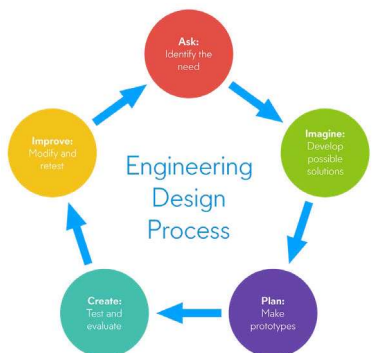 Ask:
Identify the
need
Imagine:
Develop
possible
solutions
Plan:
Make
prototypes
Create:
Test and
evaluate
Improve:
Modify and
retest
Engineering
Design
Process